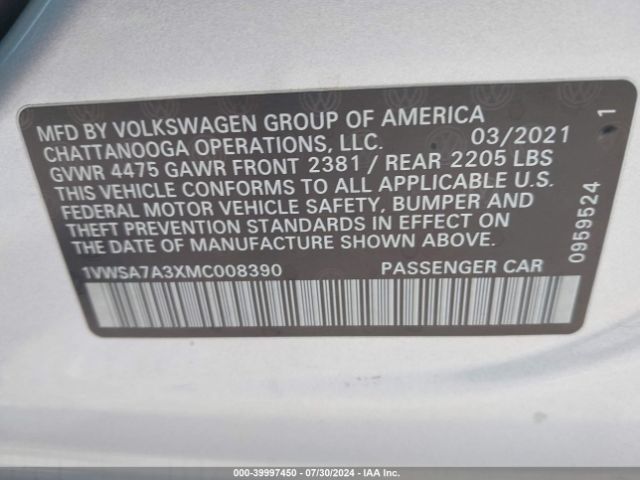 MFD BY VOLKSWAGEN GROUP OF AMERICA
CHATTANOOGA OPERATIONS, LLC. 03/2021
GVWR 4475 GAWR FRONT 2381 / REAR 2205 LBS
THIS VEHICLE CONFORMS TO ALL APPLICABLE U.S.
FEDERAL MOTOR VEHICLE SAFETY, BUMPER AND
THEFT PREVENTION STANDARDS IN EFFECT ON
THE DATE OF MANUFACTURE SHOWN ABOVE.
1VWSA7A3XMC008390 PASSENGER CAR
0959524 1
000-39997450 - 07/30/2024 - IAA Inc.